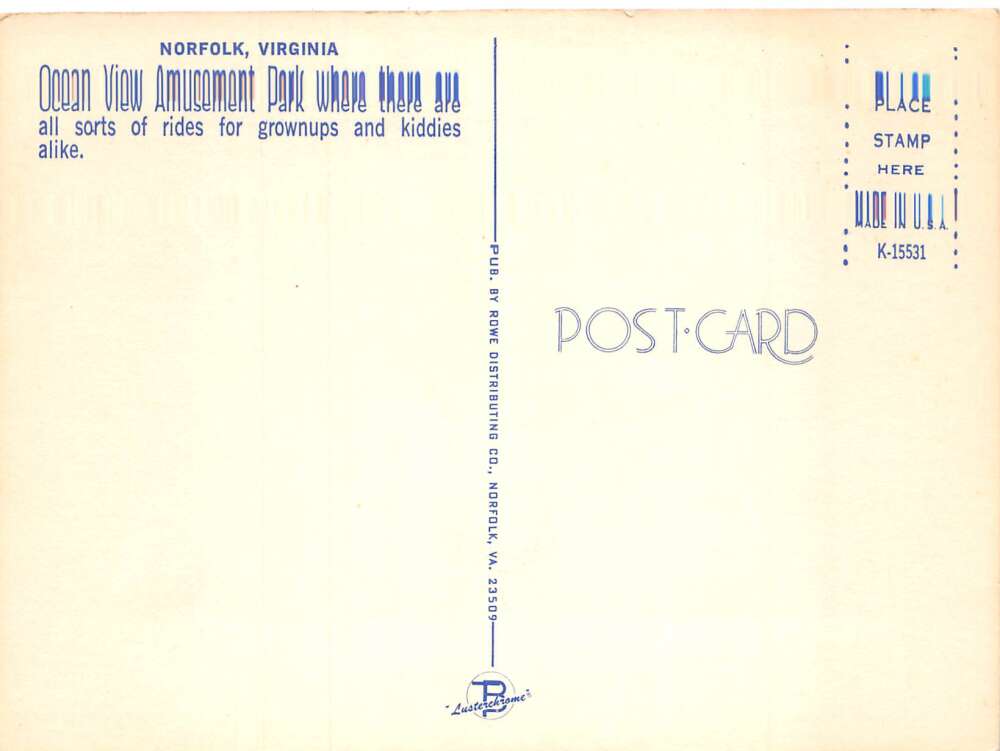 NORFOLK, VIRGINIA
Ocean View Amusement Park where there are
all sorts of rides for grownups and kiddies
alike.
PLACE
STAMP
HERE
MADE IN U.S.A.
K-15531
POST·CARD
PUB. BY ROWE DISTRIBUTING CO., NORFOLK, VA. 23509
"Lusterchrome"